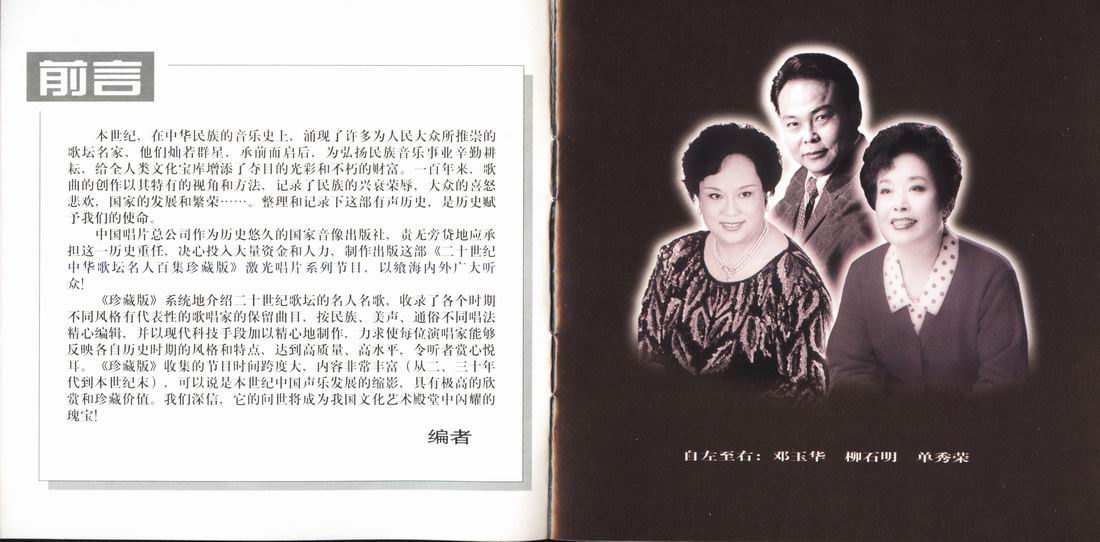 前言
本世纪，在中华民族的音乐史上，涌现了许多为人民大众所推崇的
歌坛名家，他们灿若群星，承前而启后，为弘扬民族音乐事业辛勤耕
耘，给全人类文化宝库增添了夺目的光彩和不朽的财富。一百年来，歌
曲的创作以其特有的视角和方法，记录了民族的兴衰荣辱，大众的喜怒
悲欢，国家的发展和繁荣……。整理和记录下这部有声历史，是历史赋
予我们的使命。
中国唱片总公司作为历史悠久的国家音像出版社，责无旁贷地应承
担这一历史重任，决心投入大量资金和人力，制作出版这部《二十世纪
中华歌坛名人百集珍藏版》激光唱片系列节目，以飨海内外广大听
众！
《珍藏版》系统地介绍二十世纪歌坛的名人名歌，收录了各个时期
不同风格有代表性的歌唱家的保留曲目，按民族、美声、通俗不同唱法
精心编辑，并以现代科技手段加以精心地制作，力求使每位演唱家能够
反映各自历史时期的风格和特点，达到高质量、高水平，令听者赏心悦
耳。《珍藏版》收集的节目时间跨度大，内容非常丰富（从二、三十年
代到本世纪末），可以说是本世纪中国声乐发展的缩影，具有极高的欣
赏和珍藏价值。我们深信，它的问世将成为我国文化艺术殿堂中闪耀的
瑰宝！
编者
自左至右：邓玉华 柳石明 单秀荣